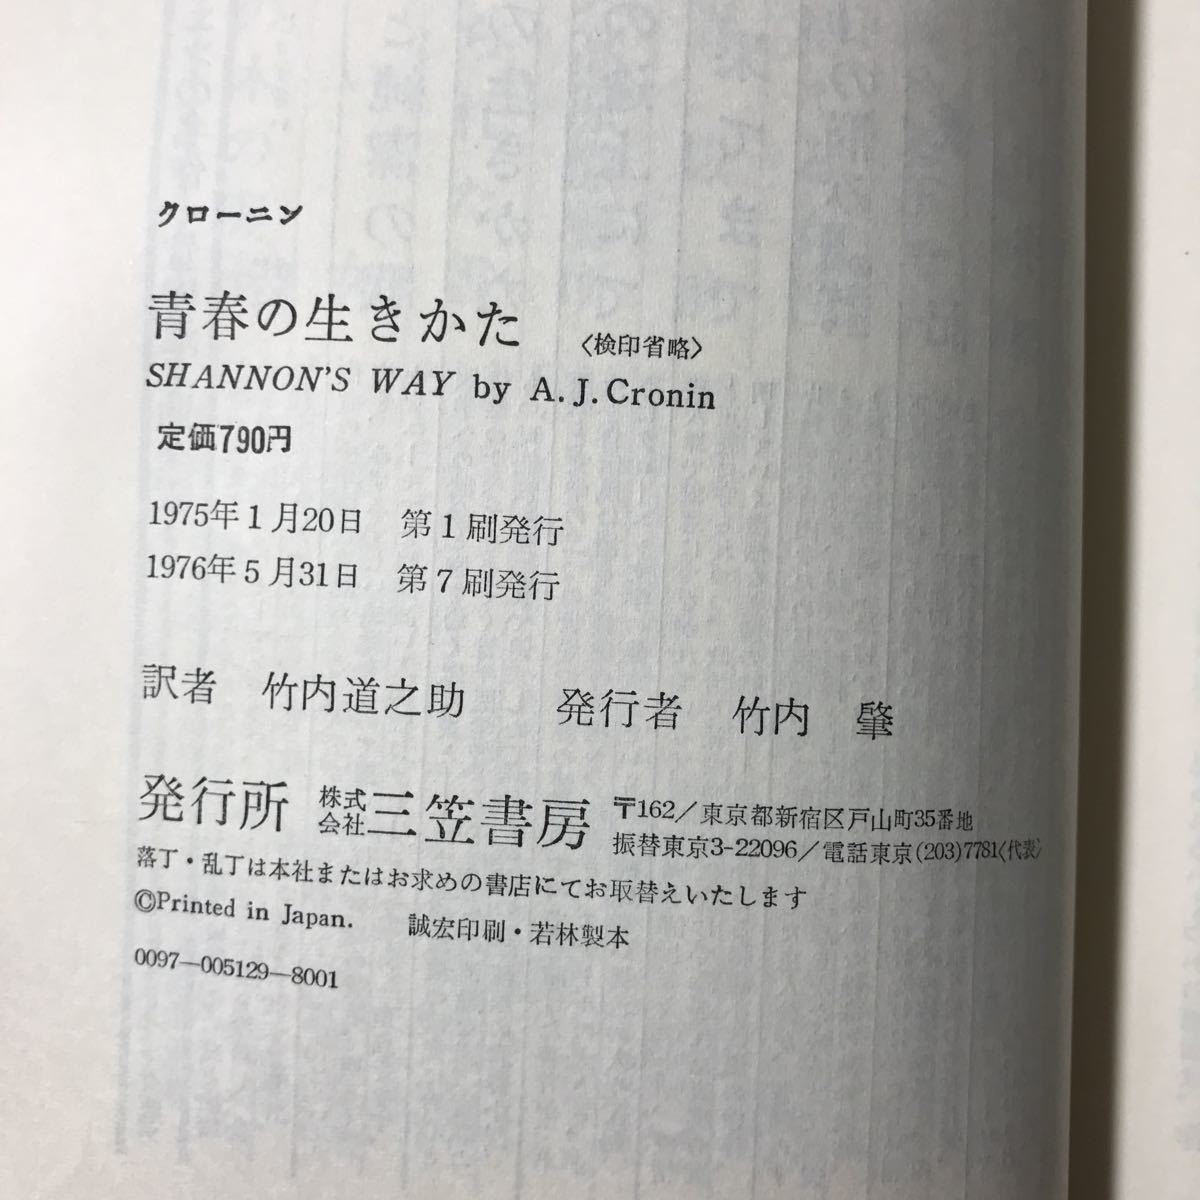 クローニン
青春の生きかた 〈検印省略〉
SHANNON'S WAY by A.J.Cronin
定価790円
1975年1月20日 第1刷発行
1976年5月31日 第7刷発行
訳者 竹内道之助 発行者 竹内 肇
発行所 株式会社三笠書房 〒162/東京都新宿区戸山町35番地
振替東京3-22096/電話東京(203)7781〈代表〉
落丁・乱丁は本社またはお求めの書店にてお取替えいたします
©Printed in Japan. 誠宏印刷・若林製本
0097—005129—8001